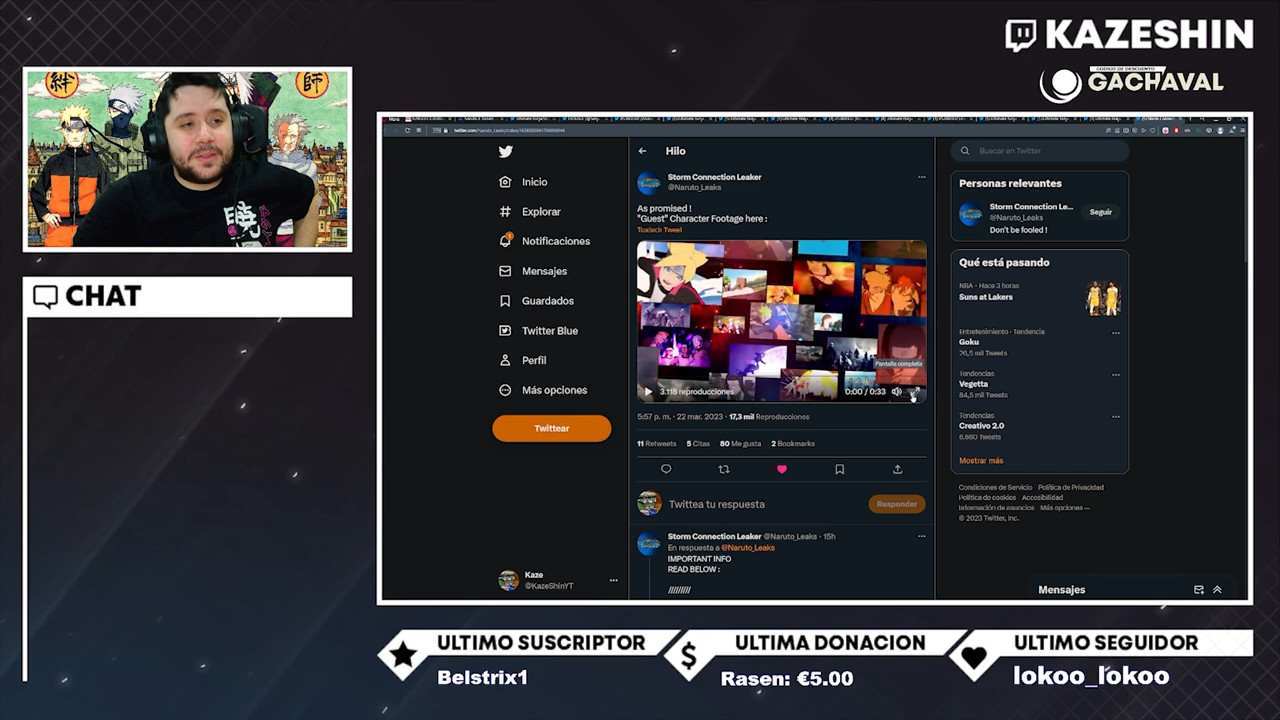 KAZESHIN
CODIGO DE DESCUENTO
GACHAVAL
絆
師
暁
CHAT
Inicio
Explorar
Notificaciones
Mensajes
Guardados
Twitter Blue
Perfil
Más opciones
Twittear
Kaze
@KazeShinYT
Hilo
Storm Connection Leaker
@Naruto_Leaks
As promised !
"Guest" Character Footage here :
Traducir Tweet
Pantalla completa
3.118 reproducciones
0:00 / 0:33
5:57 p. m. · 22 mar. 2023 · 17,3 mil Reproducciones
11 Retweets 5 Citas 80 Me gusta 2 Bookmarks
Twittea tu respuesta
Responder
Storm Connection Leaker @Naruto_Leaks · 15h
En respuesta a @Naruto_Leaks
IMPORTANT INFO
READ BELOW :
/////////
Buscar en Twitter
Personas relevantes
Storm Connection Le...
@Naruto_Leaks
Seguir
Don't be fooled !
Qué está pasando
NBA · Hace 3 horas
Suns at Lakers
Entretenimiento · Tendencia
Goku
Tendencias
Vegetta
84,5 mil Tweets
Tendencias
Creativo 2.0
Mostrar más
Condiciones de Servicio Política de Privacidad
Política de cookies Accesibilidad
Información de anuncios Más opciones
© 2023 Twitter, Inc.
Mensajes
ULTIMO SUSCRIPTOR
Belstrix1
ULTIMA DONACION
Rasen: €5.00
ULTIMO SEGUIDOR
lokoo_lokoo